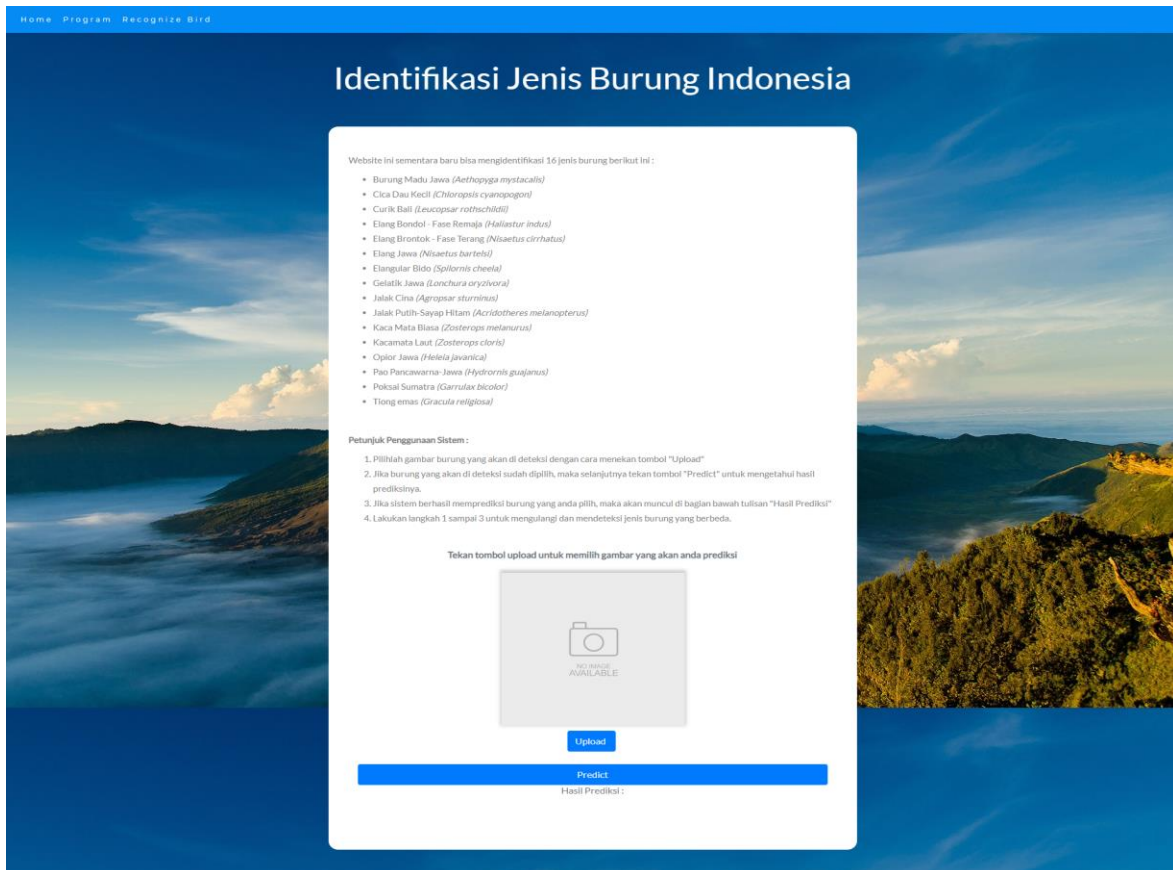 Home Program Recognize Bird
Identifikasi Jenis Burung Indonesia
Website ini sementara baru bisa mengidentifikasi 16 jenis burung berikut ini :
• Burung Madu Jawa (Aethopyga mystacalis)
• Cica Dau Kecil (Chloropsis cyanopogon)
• Curik Bali (Leucopsar rothschildii)
• Elang Bondol - Fase Remaja (Haliastur indus)
• Elang Brontok - Fase Terang (Nisaetus cirrhatus)
• Elang Jawa (Nisaetus bartelsi)
• Elangular Bido (Spilornis cheela)
• Gelatik Jawa (Lonchura oryzivora)
• Jalak Cina (Agropsar sturninus)
• Jalak Putih-Sayap Hitam (Acridotheres melanopterus)
• Kaca Mata Biasa (Zosterops melanurus)
• Kacamata Laut (Zosterops cloris)
• Opior Jawa (Heleia javanica)
• Pao Pancawarna-Jawa (Hydrornis guajanus)
• Poksai Sumatra (Garrulax bicolor)
• Tiong emas (Gracula religiosa)
Petunjuk Penggunaan Sistem :
1. Pilihlah gambar burung yang akan di deteksi dengan cara menekan tombol "Upload"
2. Jika burung yang akan di deteksi sudah dipilih, maka selanjutnya tekan tombol "Predict" untuk mengetahui hasil
prediksinya.
3. Jika sistem berhasil memprediksi burung yang anda pilih, maka akan muncul di bagian bawah tulisan "Hasil Prediksi"
4. Lakukan langkah 1 sampai 3 untuk mengulangi dan mendeteksi jenis burung yang berbeda.
Tekan tombol upload untuk memilih gambar yang akan anda prediksi
NO IMAGE
AVAILABLE
Upload
Predict
Hasil Prediksi :